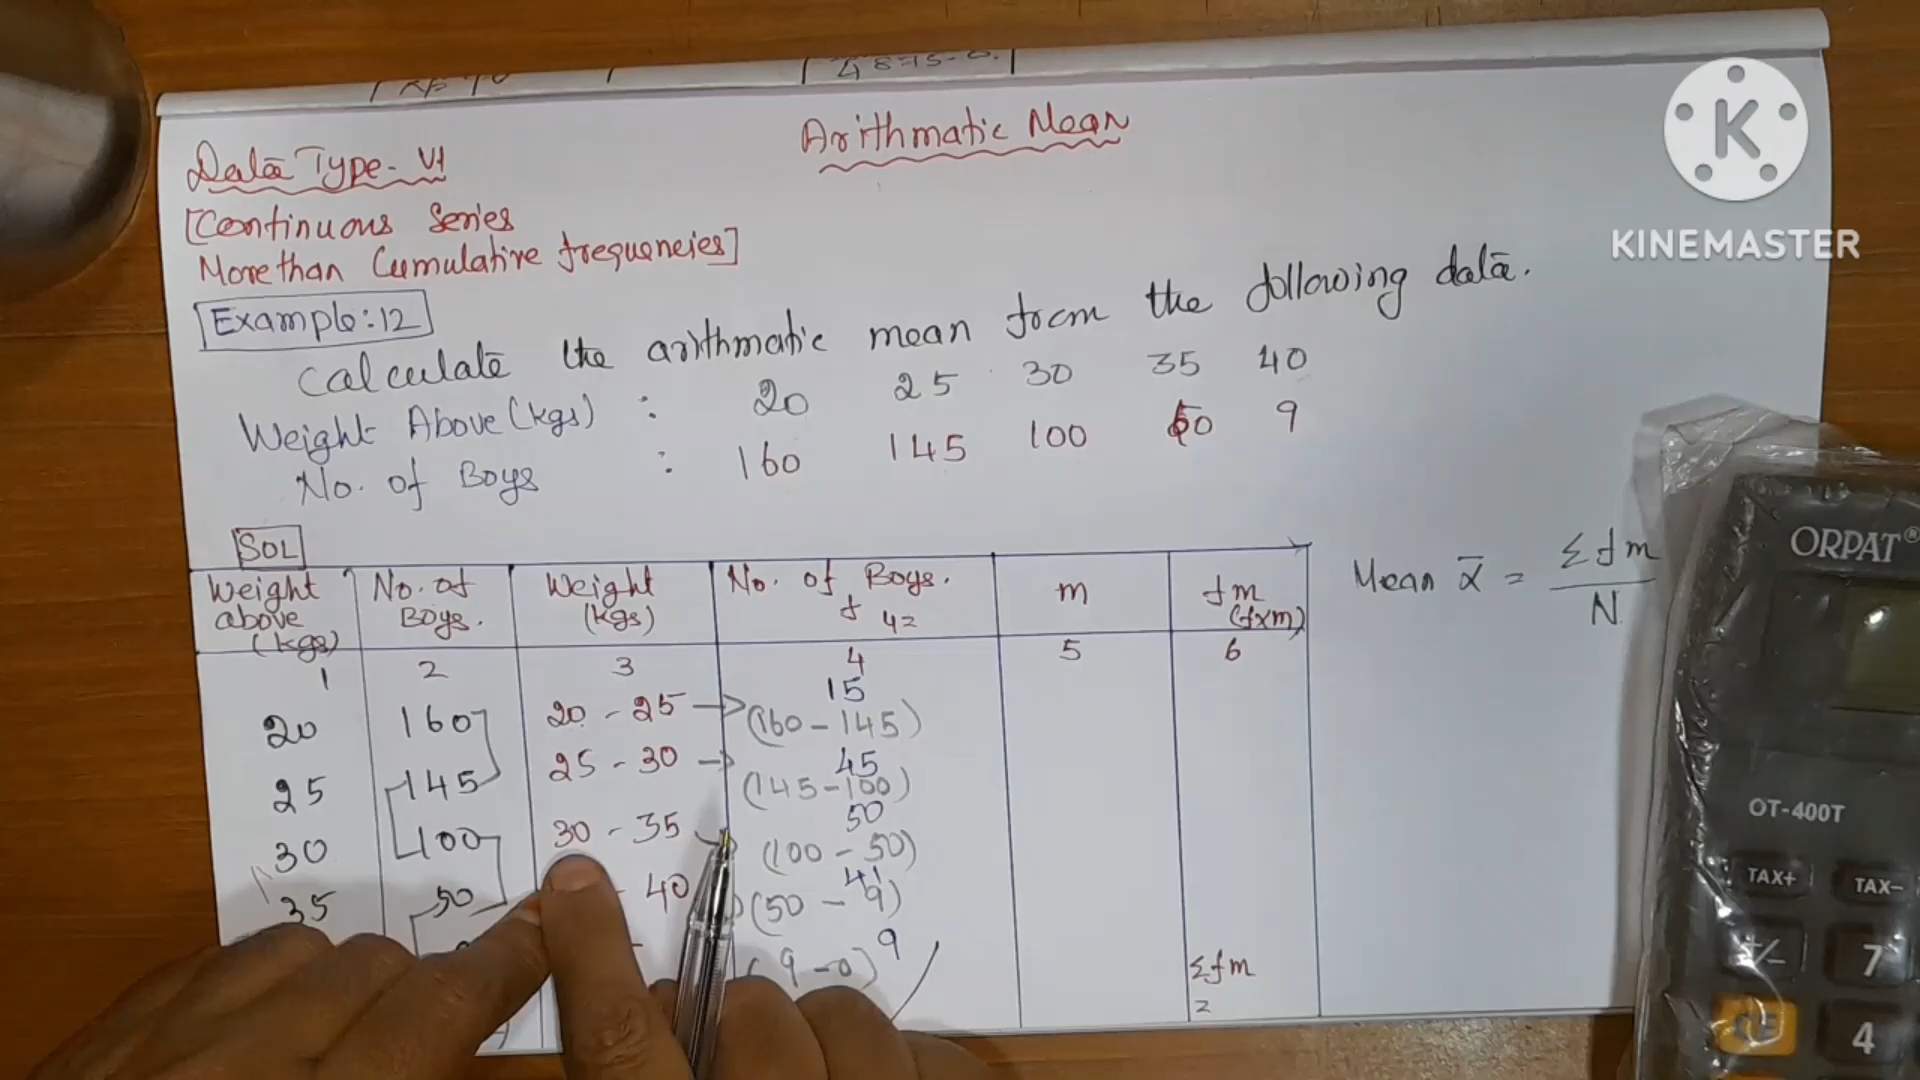 4875-0.
Arithmatic Mean
Data Type- VI
[Continuous Series
More than Cumulative frequencies]
K
KINEMASTER
Example:12
Calculate the arithmatic mean from the following data.
Weight Above (kgs) : 20 25 30 35 40
No. of Boys : 160 145 100 50 9
SOL
Weight above (kgs) No. of Boys. Weight (kgs) No. of Boys. f 4= m fm (f×m)
1 2 3 4 5 6
20 160 20 - 25 15 (160 - 145)
25 145 25 - 30 45 (145 - 100)
30 100 30 - 35 50 (100 - 50)
35 50 - 40 41 (50 - 9)
(9 - 0) 9
Σfm
=
Mean x̄ = Σfm
N
ORPAT®
OT-400T
TAX+ TAX-
+/- 7
CE 4